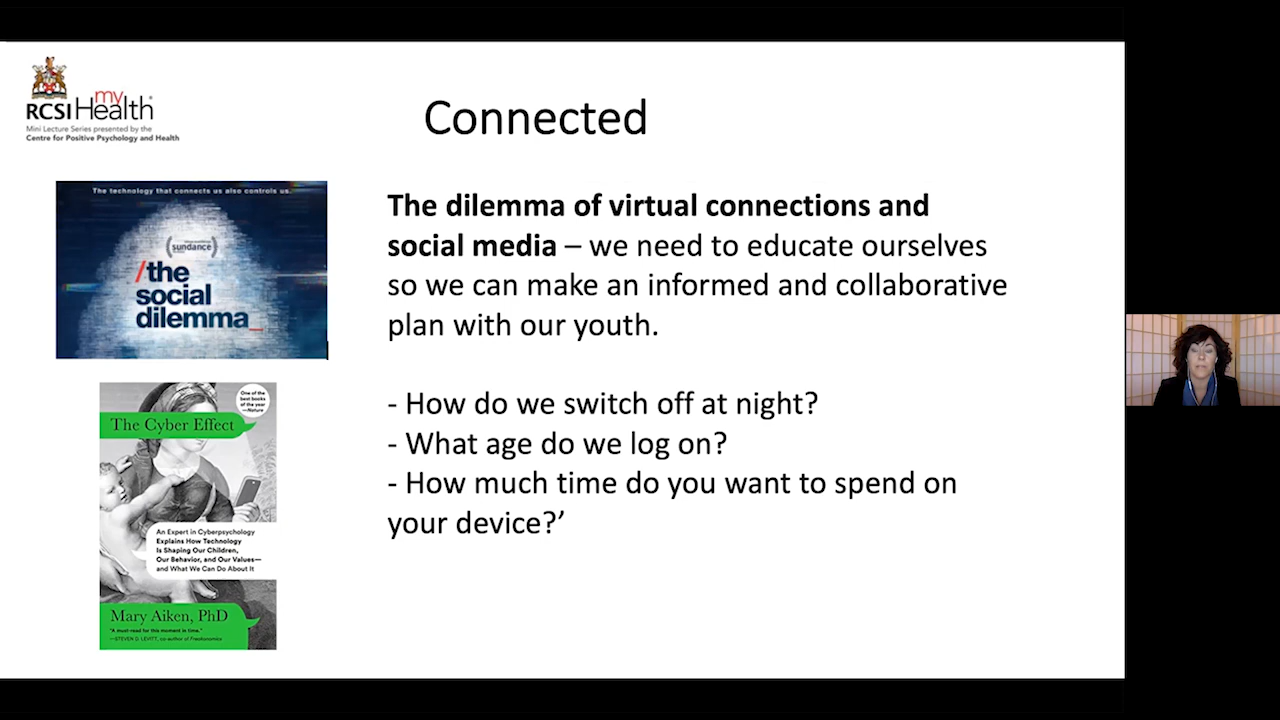 my
RCSI Health
Mini Lecture Series presented by the
Centre for Positive Psychology and Health
Connected
The technology that connects us also controls us.
sundance
/the
social
dilemma_
The dilemma of virtual connections and
social media – we need to educate ourselves
so we can make an informed and collaborative
plan with our youth.
- How do we switch off at night?
- What age do we log on?
- How much time do you want to spend on
your device?’
One of the
best books
of the year
—Nature
The Cyber Effect
An Expert in Cyberpsychology
Explains How Technology
Is Shaping Our Children,
Our Behavior, and Our Values—
and What We Can Do About It
Mary Aiken, PhD
"A must-read for this moment in time."
—STEVEN D. LEVITT, co-author of Freakonomics